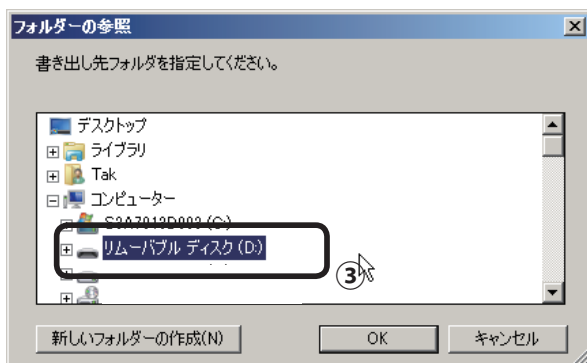 フォルダーの参照
書き出し先フォルダを指定してください。
デスクトップ
ライブラリ
Tak
コンピューター
リムーバブル ディスク (D:)
③
新しいフォルダーの作成(N)
OK
キャンセル